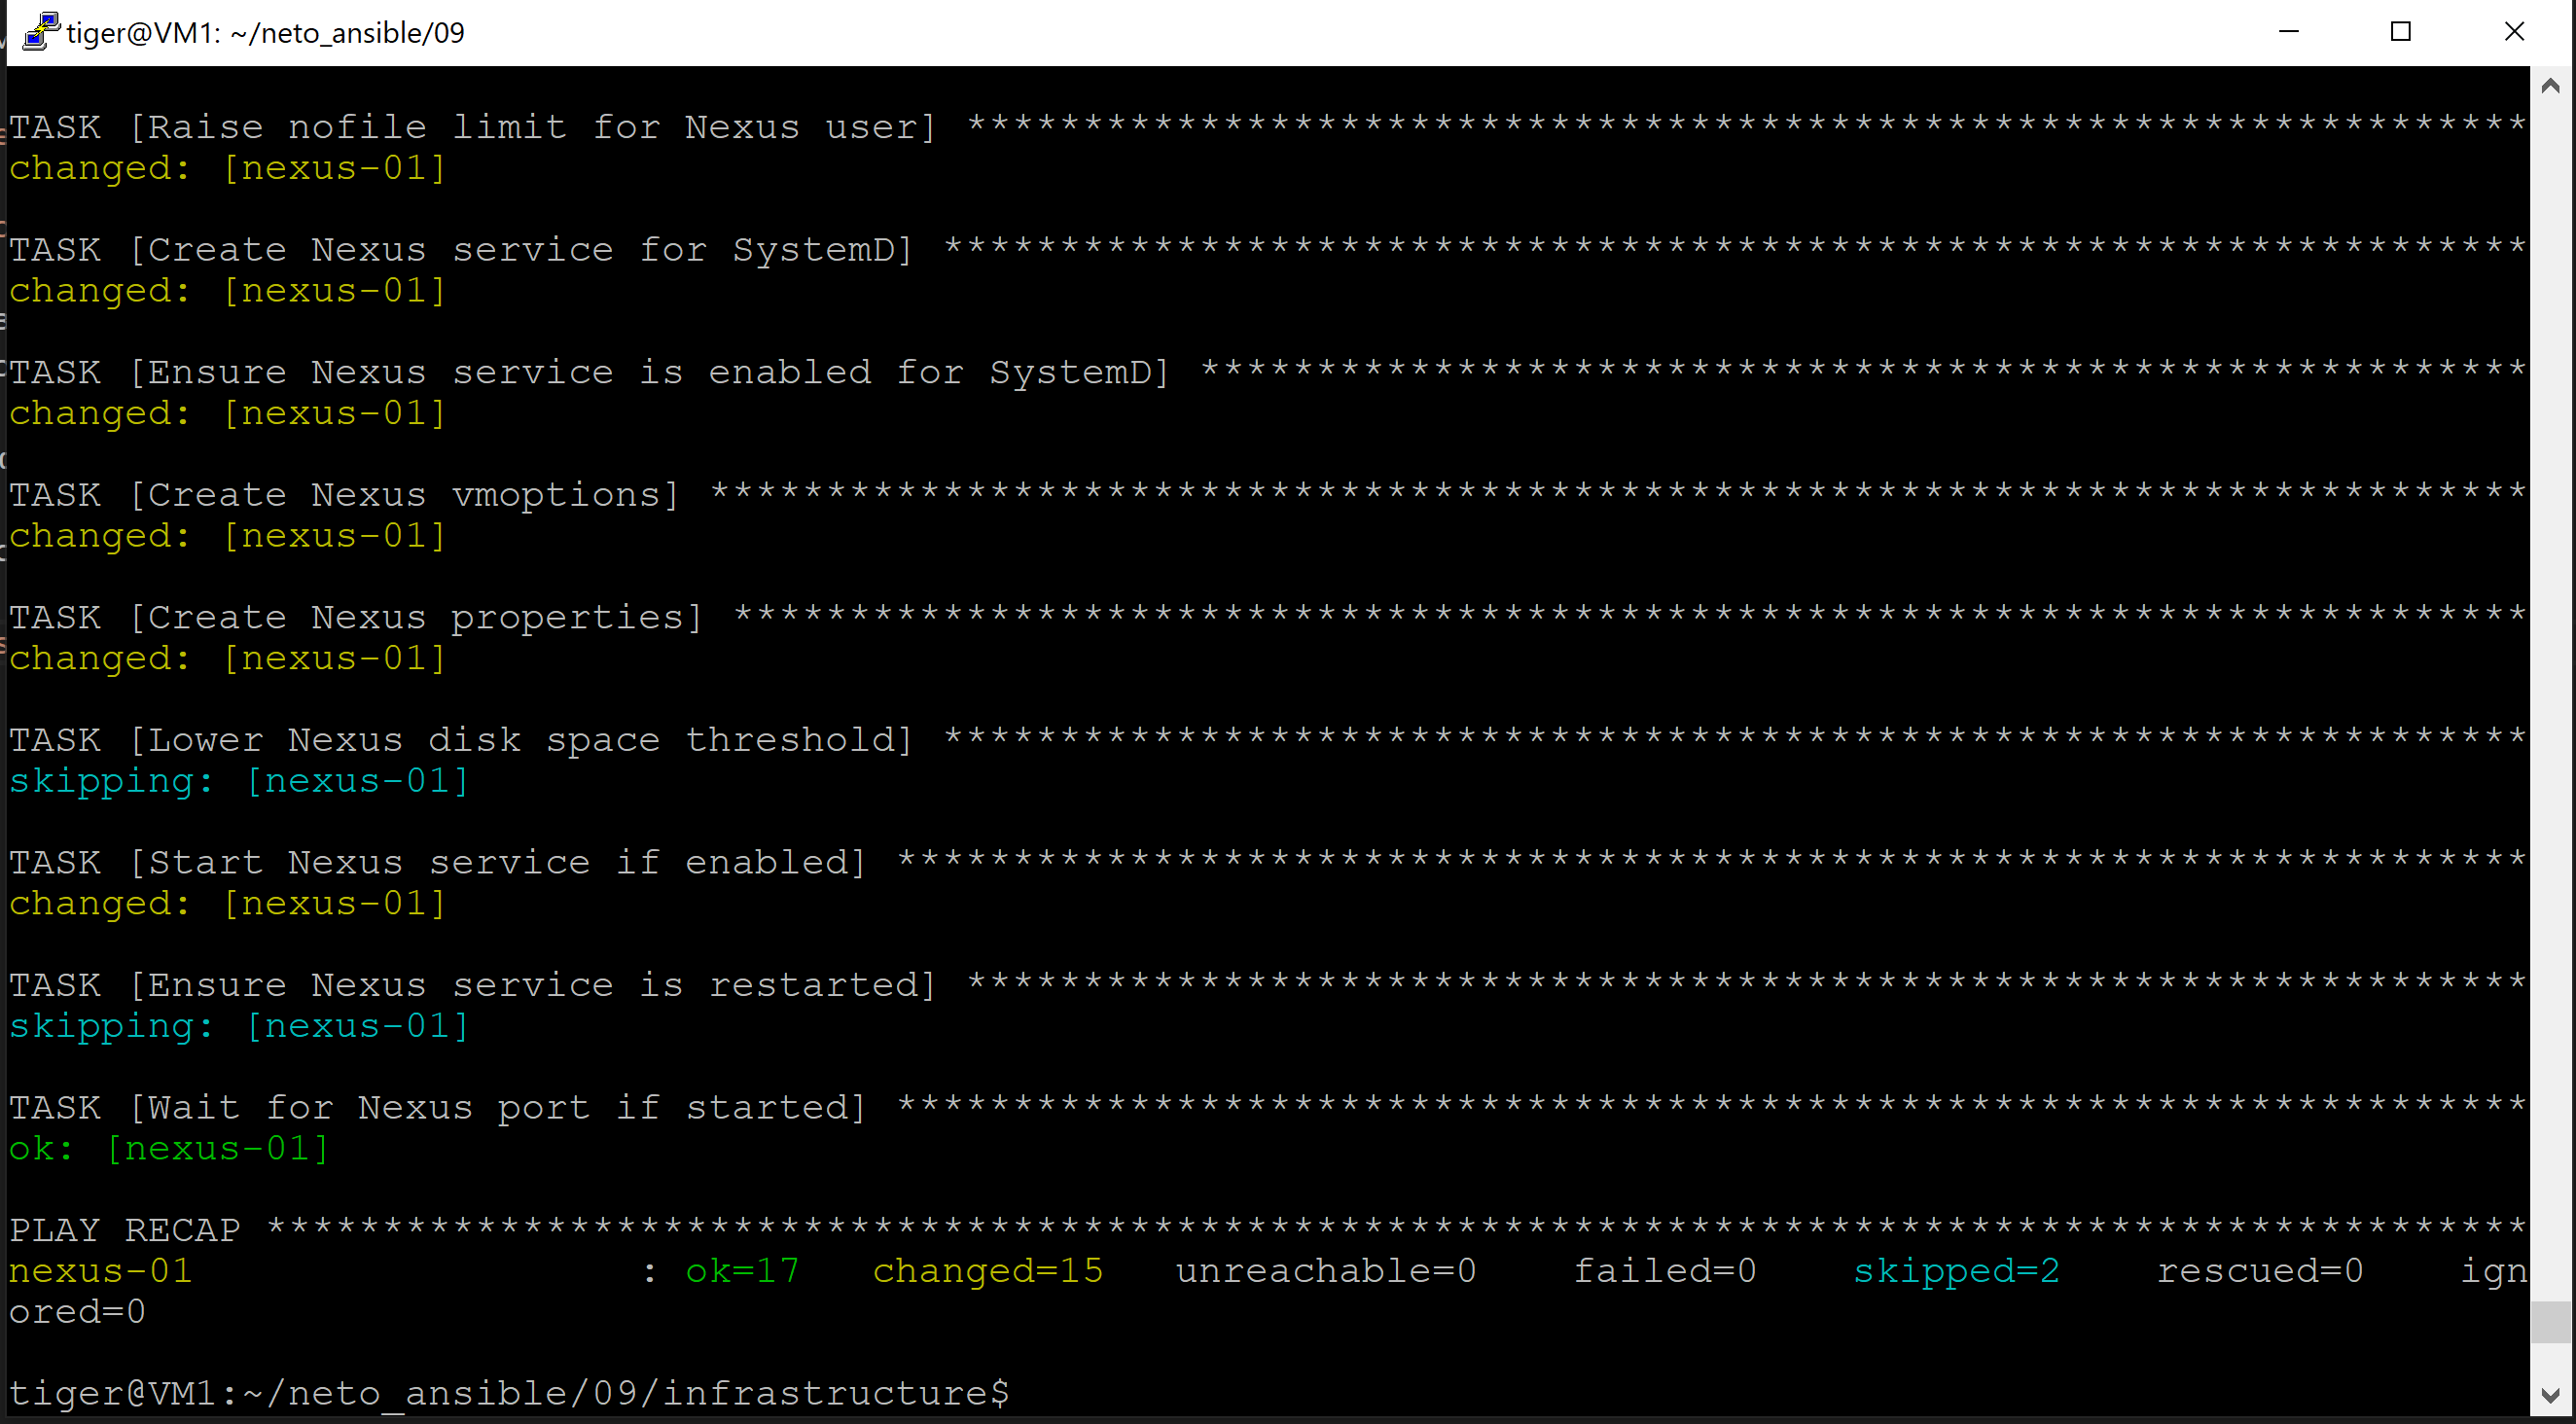 tiger@VM1: ~/neto_ansible/09
TASK [Raise nofile limit for Nexus user] *******************************************************************
changed: [nexus-01]
TASK [Create Nexus service for SystemD] ********************************************************************
changed: [nexus-01]
TASK [Ensure Nexus service is enabled for SystemD] *********************************************************
changed: [nexus-01]
TASK [Create Nexus vmoptions] ******************************************************************************
changed: [nexus-01]
TASK [Create Nexus properties] *****************************************************************************
changed: [nexus-01]
TASK [Lower Nexus disk space threshold] ********************************************************************
skipping: [nexus-01]
TASK [Start Nexus service if enabled] **********************************************************************
changed: [nexus-01]
TASK [Ensure Nexus service is restarted] *******************************************************************
skipping: [nexus-01]
TASK [Wait for Nexus port if started] **********************************************************************
ok: [nexus-01]
PLAY RECAP *************************************************************************************************
nexus-01                   : ok=17   changed=15   unreachable=0    failed=0    skipped=2    rescued=0    ign
ored=0
tiger@VM1:~/neto_ansible/09/infrastructure$